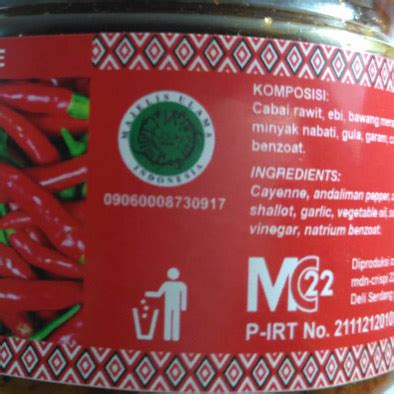 E
KOMPOSISI:
Cabai rawit, ebi, bawang
minyak nabati, gula, garam,
benzoat.
MAJELIS ULAMA
INDONESIA
09060008730917
INGREDIENTS:
Cayenne, andaliman pepper,
shallot, garlic, vegetable oil,
vinegar, natrium benzoat.
MC22
Diproduksi
mdn-crispi
Deli Serdang
P-IRT No.